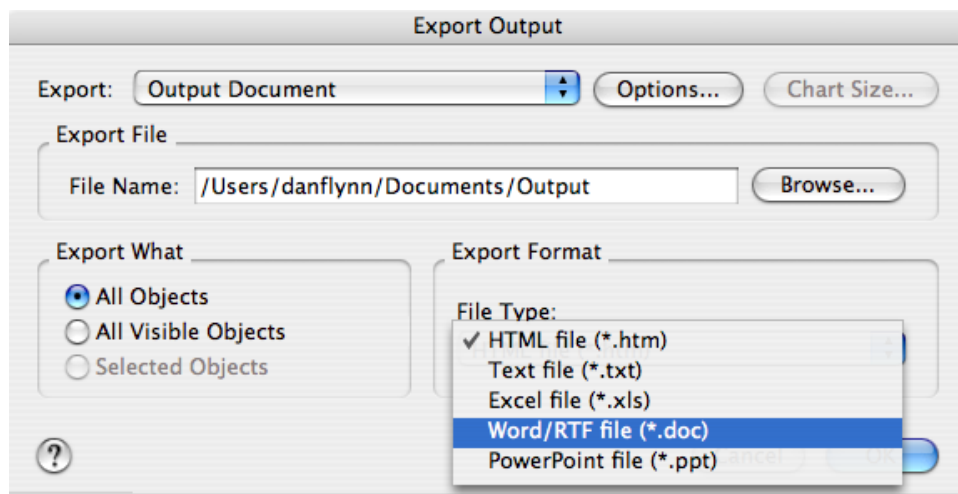 Export Output
Export: Output Document Options... Chart Size...
Export File
File Name: /Users/danflynn/Documents/Output Browse...
Export What
All Objects
All Visible Objects
Selected Objects
Export Format
File Type:
HTML file (*.htm)
Text file (*.txt)
Excel file (*.xls)
Word/RTF file (*.doc)
PowerPoint file (*.ppt)
? Cancel OK